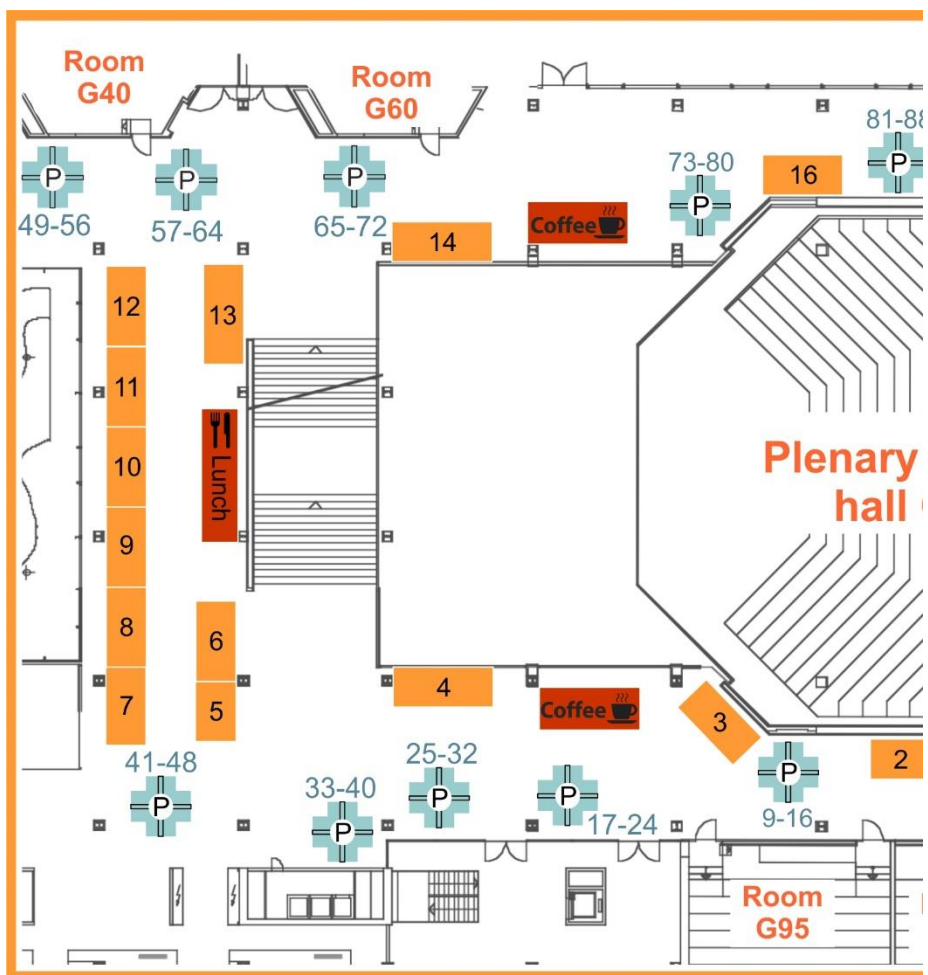 Room
G40
Room
G60
81-88
73-80
16
P
P
P
P
P
49-56
57-64
65-72
Coffee
14
12
13
11
10
Lunch
9
8
6
7
5
4
Coffee
3
2
Plenary
hall
41-48
25-32
33-40
P
P
P
P
P
17-24
9-16
Room
G95